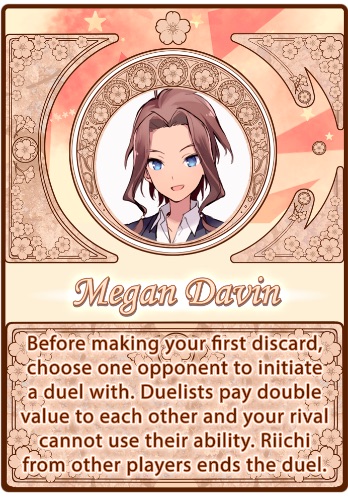 Megan Davin
Before making your first discard,
choose one opponent to initiate
a duel with. Duelists pay double
value to each other and your rival
cannot use their ability. Riichi
from other players ends the duel.